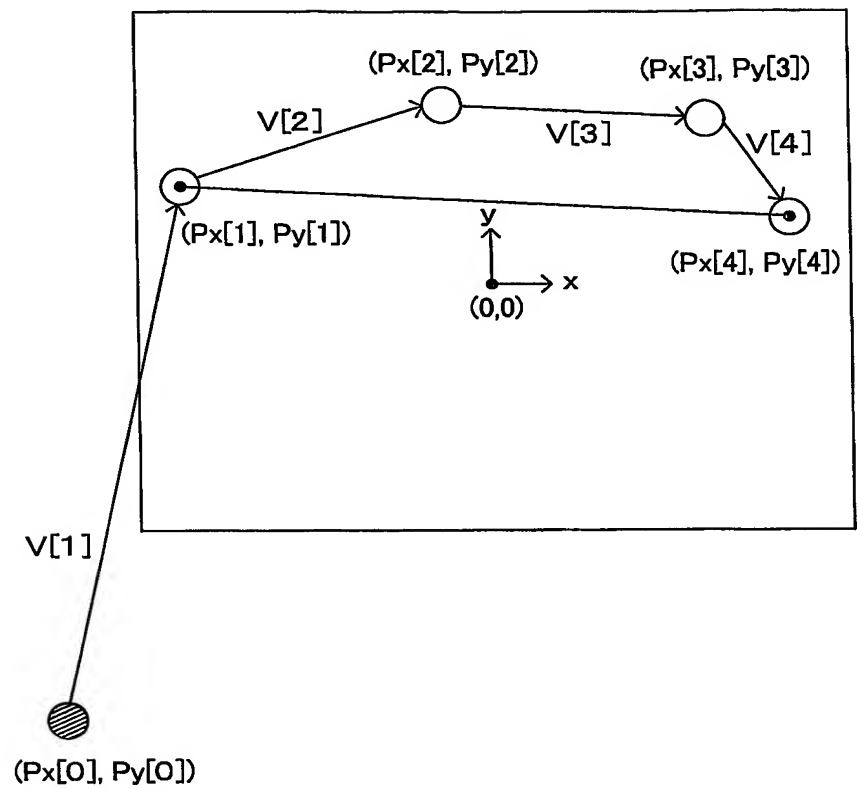 (Px[2], Py[2])
(Px[3], Py[3])
V[2]
V[3]
V[4]
(Px[1], Py[1])
y
(Px[4], Py[4])
x
(0,0)
V[1]
(Px[0], Py[0])